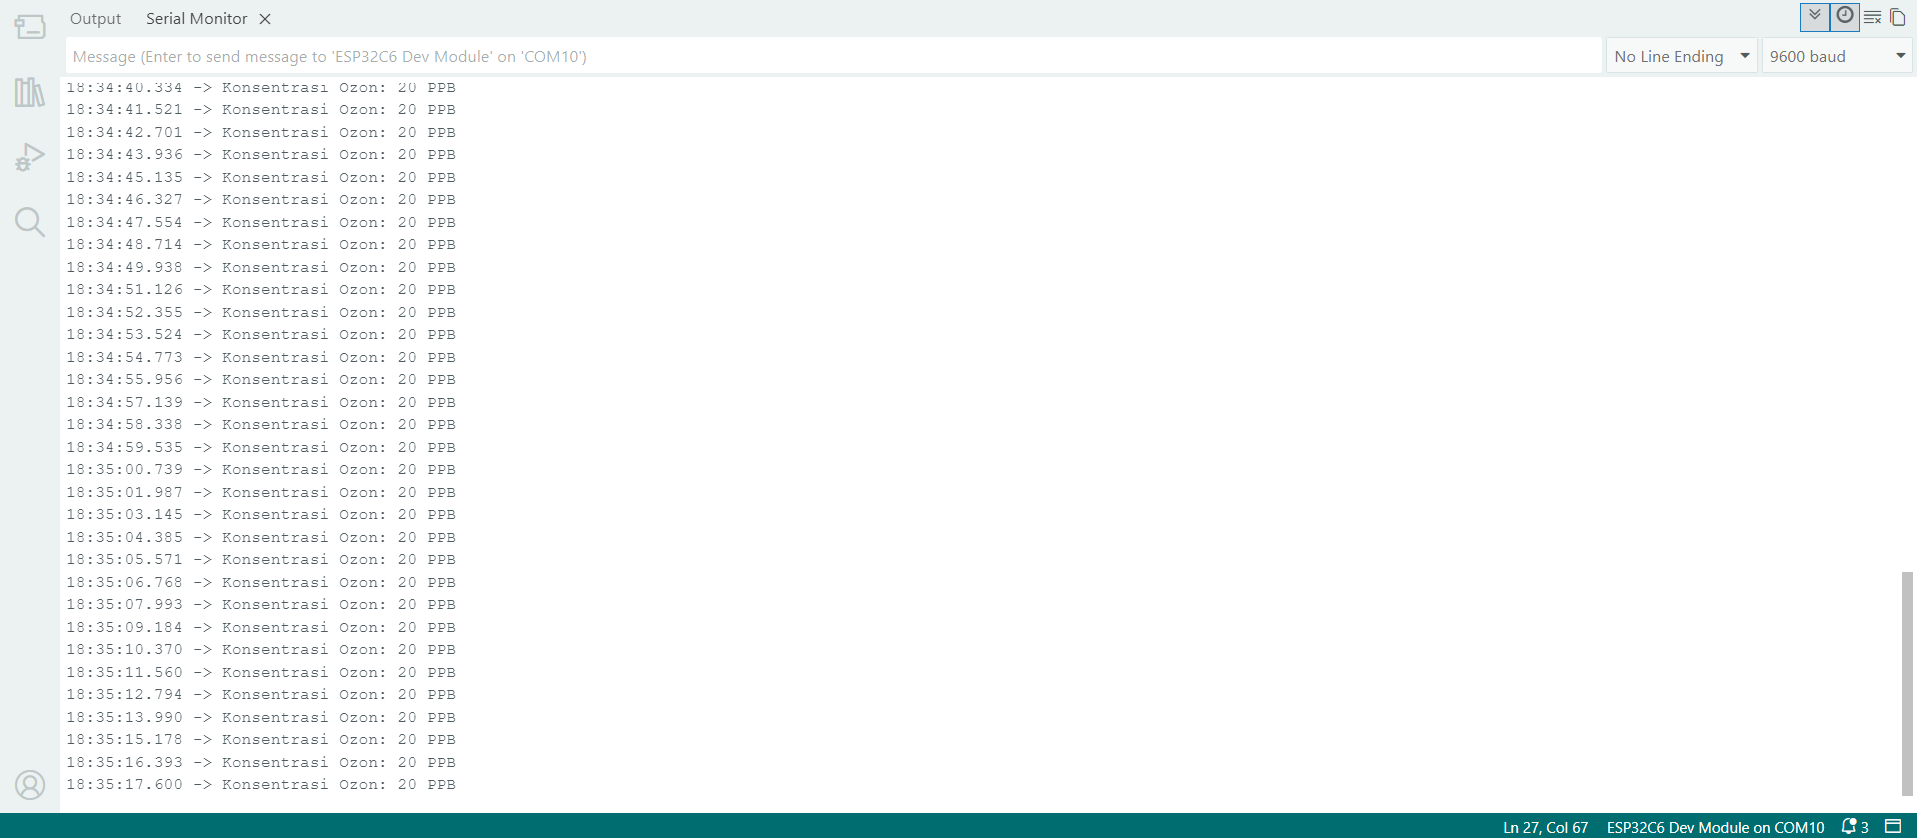 Output Serial Monitor
Message (Enter to send message to 'ESP32C6 Dev Module' on 'COM10') No Line Ending 9600 baud
18:34:40.334 -> Konsentrasi Ozon: 20 PPB
18:34:41.521 -> Konsentrasi Ozon: 20 PPB
18:34:42.701 -> Konsentrasi Ozon: 20 PPB
18:34:43.936 -> Konsentrasi Ozon: 20 PPB
18:34:45.135 -> Konsentrasi Ozon: 20 PPB
18:34:46.327 -> Konsentrasi Ozon: 20 PPB
18:34:47.554 -> Konsentrasi Ozon: 20 PPB
18:34:48.714 -> Konsentrasi Ozon: 20 PPB
18:34:49.938 -> Konsentrasi Ozon: 20 PPB
18:34:51.126 -> Konsentrasi Ozon: 20 PPB
18:34:52.355 -> Konsentrasi Ozon: 20 PPB
18:34:53.524 -> Konsentrasi Ozon: 20 PPB
18:34:54.773 -> Konsentrasi Ozon: 20 PPB
18:34:55.956 -> Konsentrasi Ozon: 20 PPB
18:34:57.139 -> Konsentrasi Ozon: 20 PPB
18:34:58.338 -> Konsentrasi Ozon: 20 PPB
18:34:59.535 -> Konsentrasi Ozon: 20 PPB
18:35:00.739 -> Konsentrasi Ozon: 20 PPB
18:35:01.987 -> Konsentrasi Ozon: 20 PPB
18:35:03.145 -> Konsentrasi Ozon: 20 PPB
18:35:04.385 -> Konsentrasi Ozon: 20 PPB
18:35:05.571 -> Konsentrasi Ozon: 20 PPB
18:35:06.768 -> Konsentrasi Ozon: 20 PPB
18:35:07.993 -> Konsentrasi Ozon: 20 PPB
18:35:09.184 -> Konsentrasi Ozon: 20 PPB
18:35:10.370 -> Konsentrasi Ozon: 20 PPB
18:35:11.560 -> Konsentrasi Ozon: 20 PPB
18:35:12.794 -> Konsentrasi Ozon: 20 PPB
18:35:13.990 -> Konsentrasi Ozon: 20 PPB
18:35:15.178 -> Konsentrasi Ozon: 20 PPB
18:35:16.393 -> Konsentrasi Ozon: 20 PPB
18:35:17.600 -> Konsentrasi Ozon: 20 PPB
Ln 27, Col 67 ESP32C6 Dev Module on COM10 3